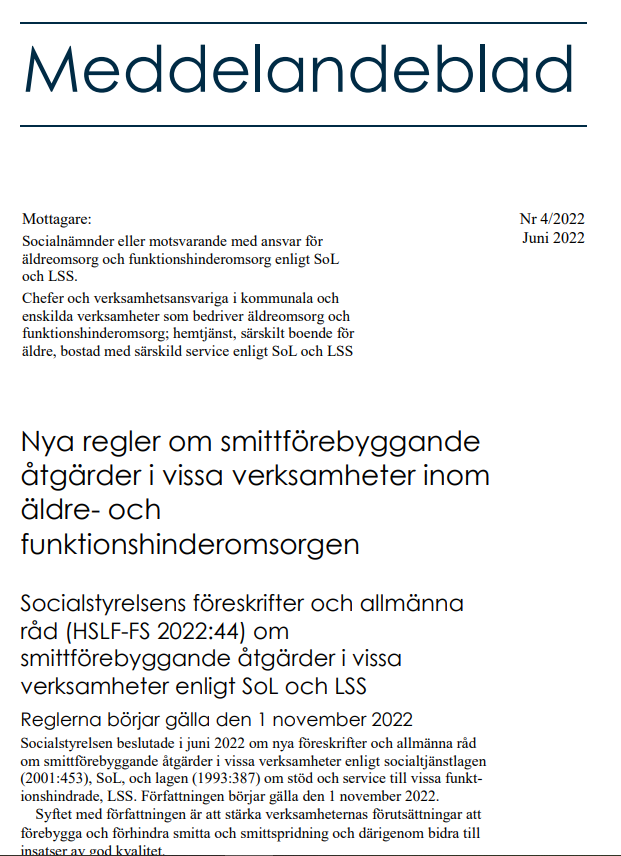 Meddelandeblad
Mottagare:
Socialnämnder eller motsvarande med ansvar för
äldreomsorg och funktionshinderomsorg enligt SoL
och LSS.
Chefer och verksamhetsansvariga i kommunala och
enskilda verksamheter som bedriver äldreomsorg och
funktionshinderomsorg; hemtjänst, särskilt boende för
äldre, bostad med särskild service enligt SoL och LSS
Nr 4/2022
Juni 2022
Nya regler om smittförebyggande
åtgärder i vissa verksamheter inom
äldre- och
funktionshinderomsorgen
Socialstyrelsens föreskrifter och allmänna
råd (HSLF-FS 2022:44) om
smittförebyggande åtgärder i vissa
verksamheter enligt SoL och LSS
Reglerna börjar gälla den 1 november 2022
Socialstyrelsen beslutade i juni 2022 om nya föreskrifter och allmänna råd
om smittförebyggande åtgärder i vissa verksamheter enligt socialtjänstlagen
(2001:453), SoL, och lagen (1993:387) om stöd och service till vissa funkt-
ionshindrade, LSS. Författningen börjar gälla den 1 november 2022.
Syftet med författningen är att stärka verksamheternas förutsättningar att
förebygga och förhindra smitta och smittspridning och därigenom bidra till
insatser av god kvalitet.